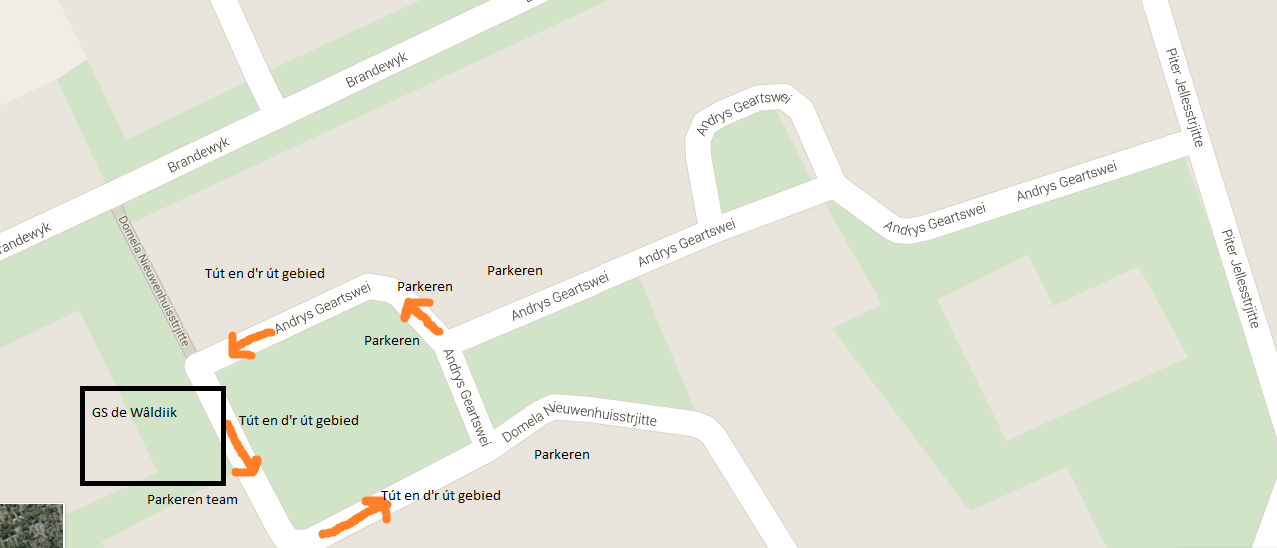 Brandewyk
Brandewyk
Piter Jellesstrjitte
Andrys Geartswei
Andrys Geartswei
Andrys Geartswei
randewyk
Domela Nieuwenhuisstrjitte
Andrys Geartswei
Piter Jellesstrjitte
Tút en d'r út gebied
Parkeren
Parkeren
Andrys Geartswei
Andrys Geartswei
Parkeren
Andrys Geartswei
GS de Wâldiik
Tút en d'r út gebied
Domela Nieuwenhuisstrjitte
Parkeren
Parkeren team
Tút en d'r út gebied